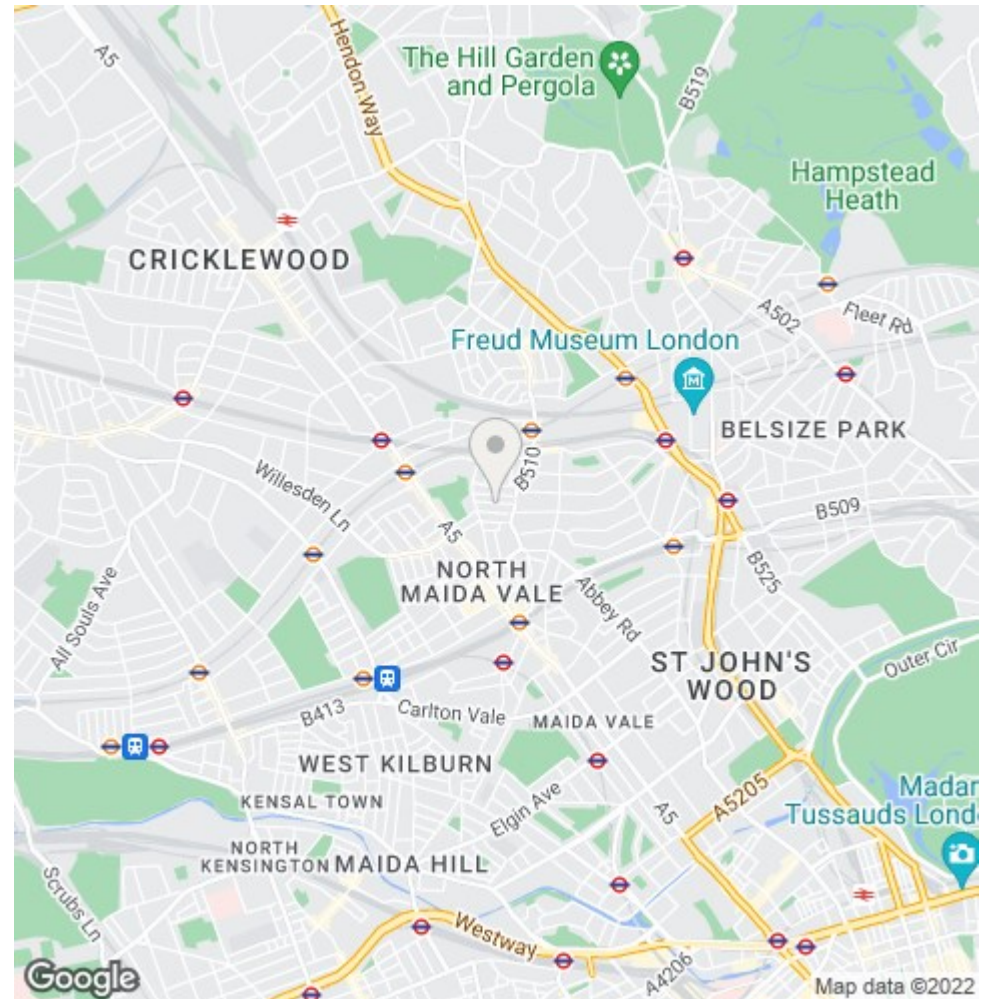 A5
Hendon Way
The Hill Garden
and Pergola
B519
Hampstead
Heath
CRICKLEWOOD
A502
Fleet Rd
Freud Museum London
BELSIZE PARK
B510
Willesden Ln
A5
B509
NORTH
MAIDA VALE
B525
Abbey Rd
All Souls Ave
ST JOHN'S
WOOD
Outer Cir
B413
Carlton Vale
MAIDA VALE
WEST KILBURN
A5205
KENSAL TOWN
Elgin Ave
A5
Madam
Tussauds Lond
NORTH
KENSINGTON
MAIDA HILL
Scrubs Ln
Westway
A4206
Google
Map data ©2022